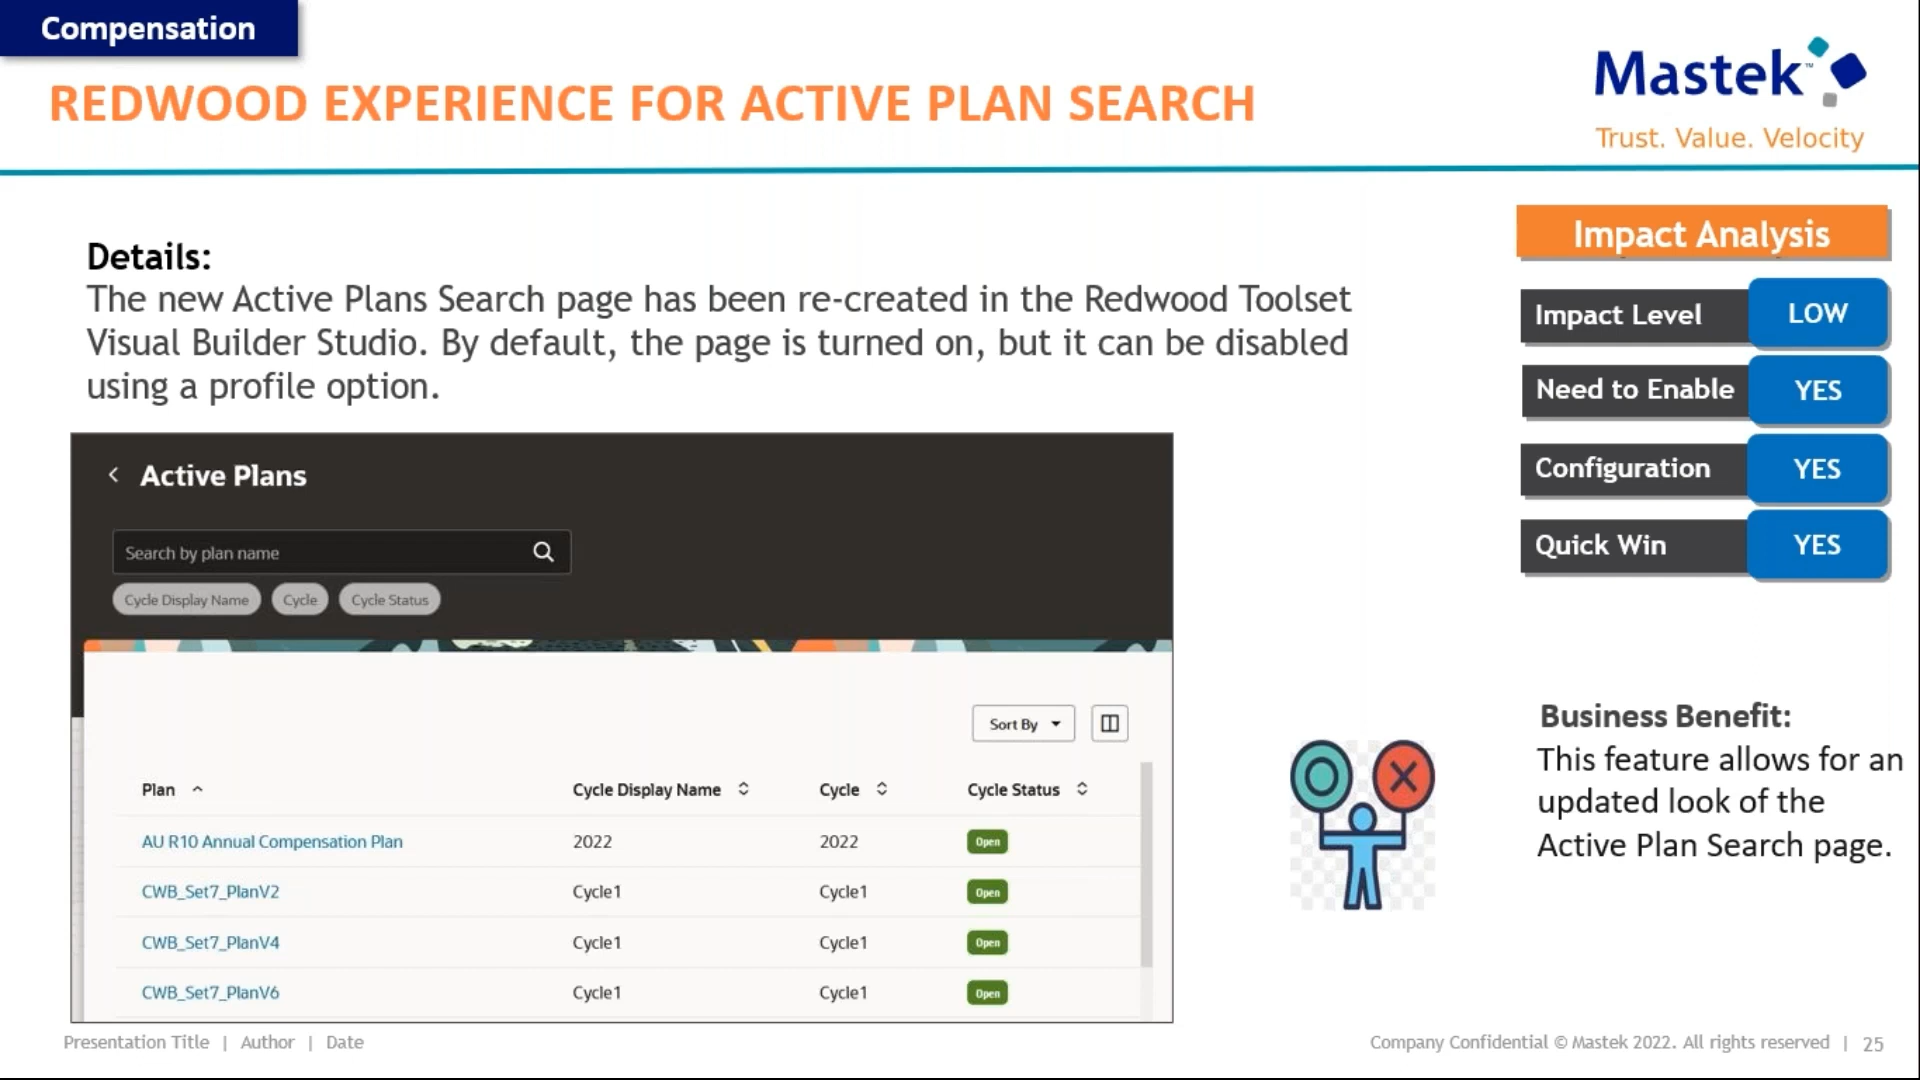 Compensation
REDWOOD EXPERIENCE FOR ACTIVE PLAN SEARCH
Mastek™
Trust. Value. Velocity
Details:
The new Active Plans Search page has been re-created in the Redwood Toolset
Visual Builder Studio. By default, the page is turned on, but it can be disabled
using a profile option.
Impact Analysis
Impact Level LOW
Need to Enable YES
Configuration YES
Quick Win YES
Active Plans
Search by plan name
Cycle Display Name Cycle Cycle Status
Sort By
Plan Cycle Display Name Cycle Cycle Status
AU R10 Annual Compensation Plan 2022 2022 Open
CWB_Set7_PlanV2 Cycle1 Cycle1 Open
CWB_Set7_PlanV4 Cycle1 Cycle1 Open
CWB_Set7_PlanV6 Cycle1 Cycle1 Open
Business Benefit:
This feature allows for an
updated look of the
Active Plan Search page.
Presentation Title | Author | Date
Company Confidential © Mastek 2022. All rights reserved | 25